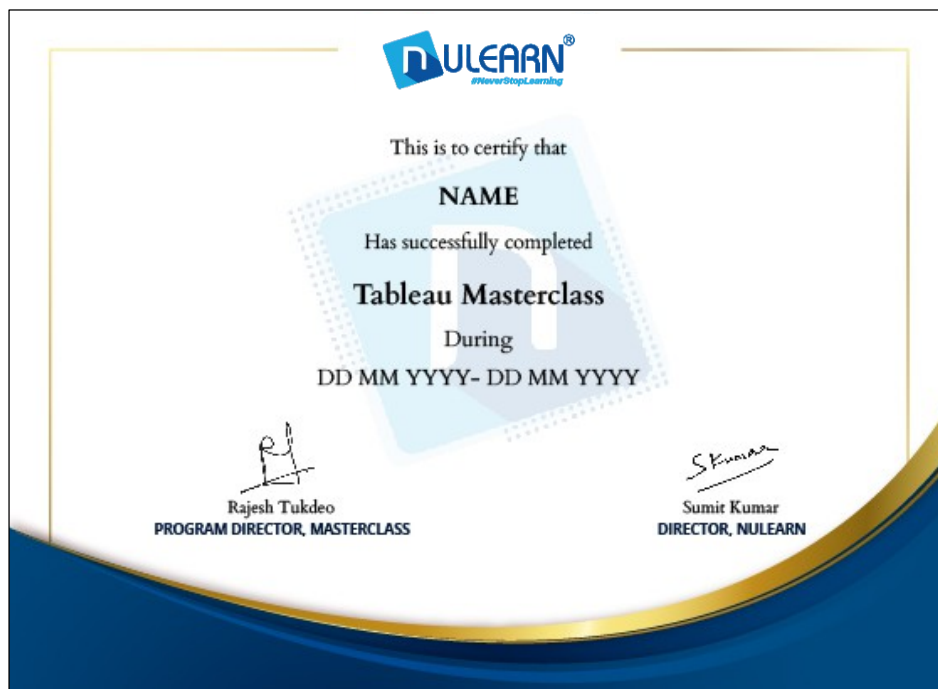 nULEARN®
#NeverStopLearning
This is to certify that
NAME
Has successfully completed
Tableau Masterclass
During
DD MM YYYY- DD MM YYYY
S Kumar
Rajesh Tukdeo
PROGRAM DIRECTOR, MASTERCLASS
Sumit Kumar
DIRECTOR, NULEARN